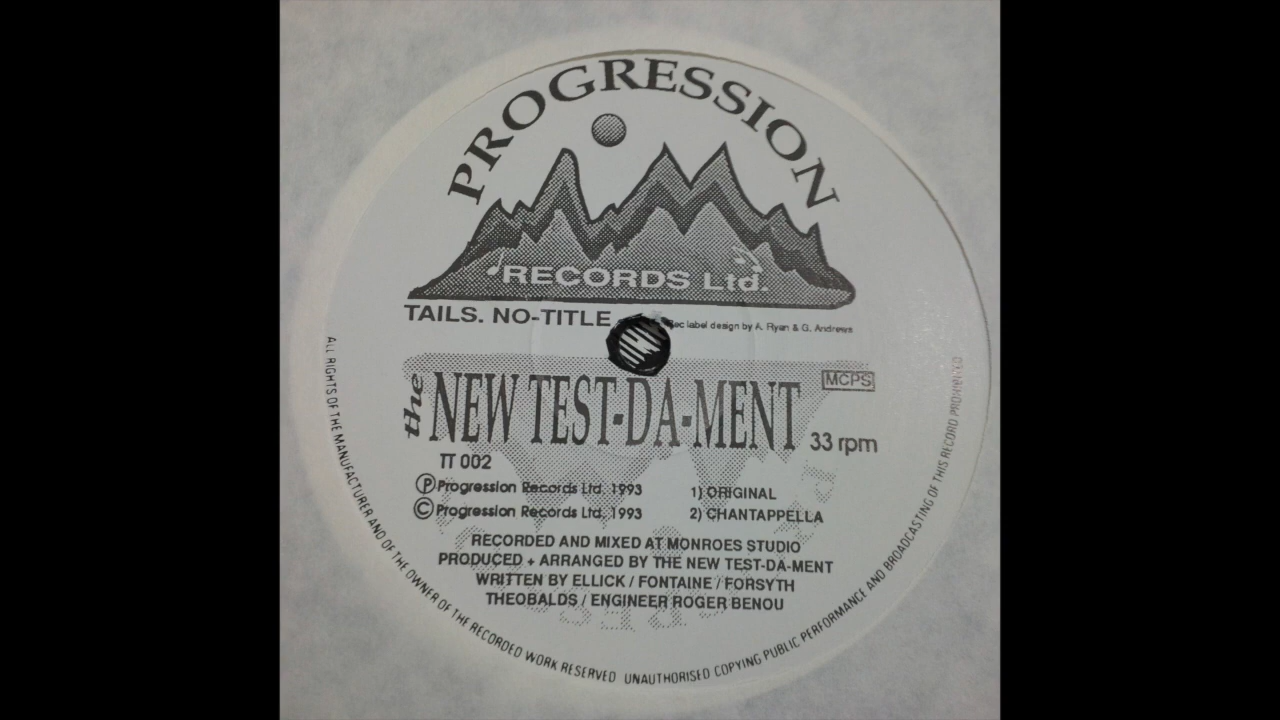 PROGRESSION
RECORDS Ltd.
TAILS. NO-TITLE
Rec label design by A. Ryan & G. Andrews
MCPS
the NEW TEST-DA-MENT
33 rpm
TT 002
Ⓟ Progression Records Ltd. 1993
1) ORIGINAL
© Progression Records Ltd. 1993
2) CHANTAPPELLA
RECORDED AND MIXED AT MONROES STUDIO
PRODUCED + ARRANGED BY THE NEW TEST-DA-MENT
WRITTEN BY ELLICK / FONTAINE / FORSYTH
THEOBALDS / ENGINEER ROGER BENOU
ALL RIGHTS OF THE MANUFACTURER AND OF THE OWNER OF THE RECORDED WORK RESERVED UNAUTHORISED COPYING PUBLIC PERFORMANCE AND BROADCASTING OF THIS RECORD PROHIBITED